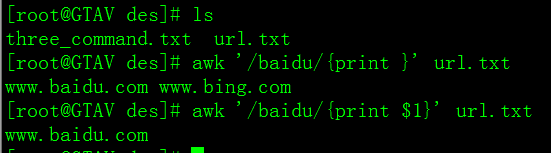 [root@GTAV des]# ls
three_command.txt  url.txt
[root@GTAV des]# awk '/baidu/{print }' url.txt
www.baidu.com www.bing.com
[root@GTAV des]# awk '/baidu/{print $1}' url.txt
www.baidu.com
[root@GTAV des]#